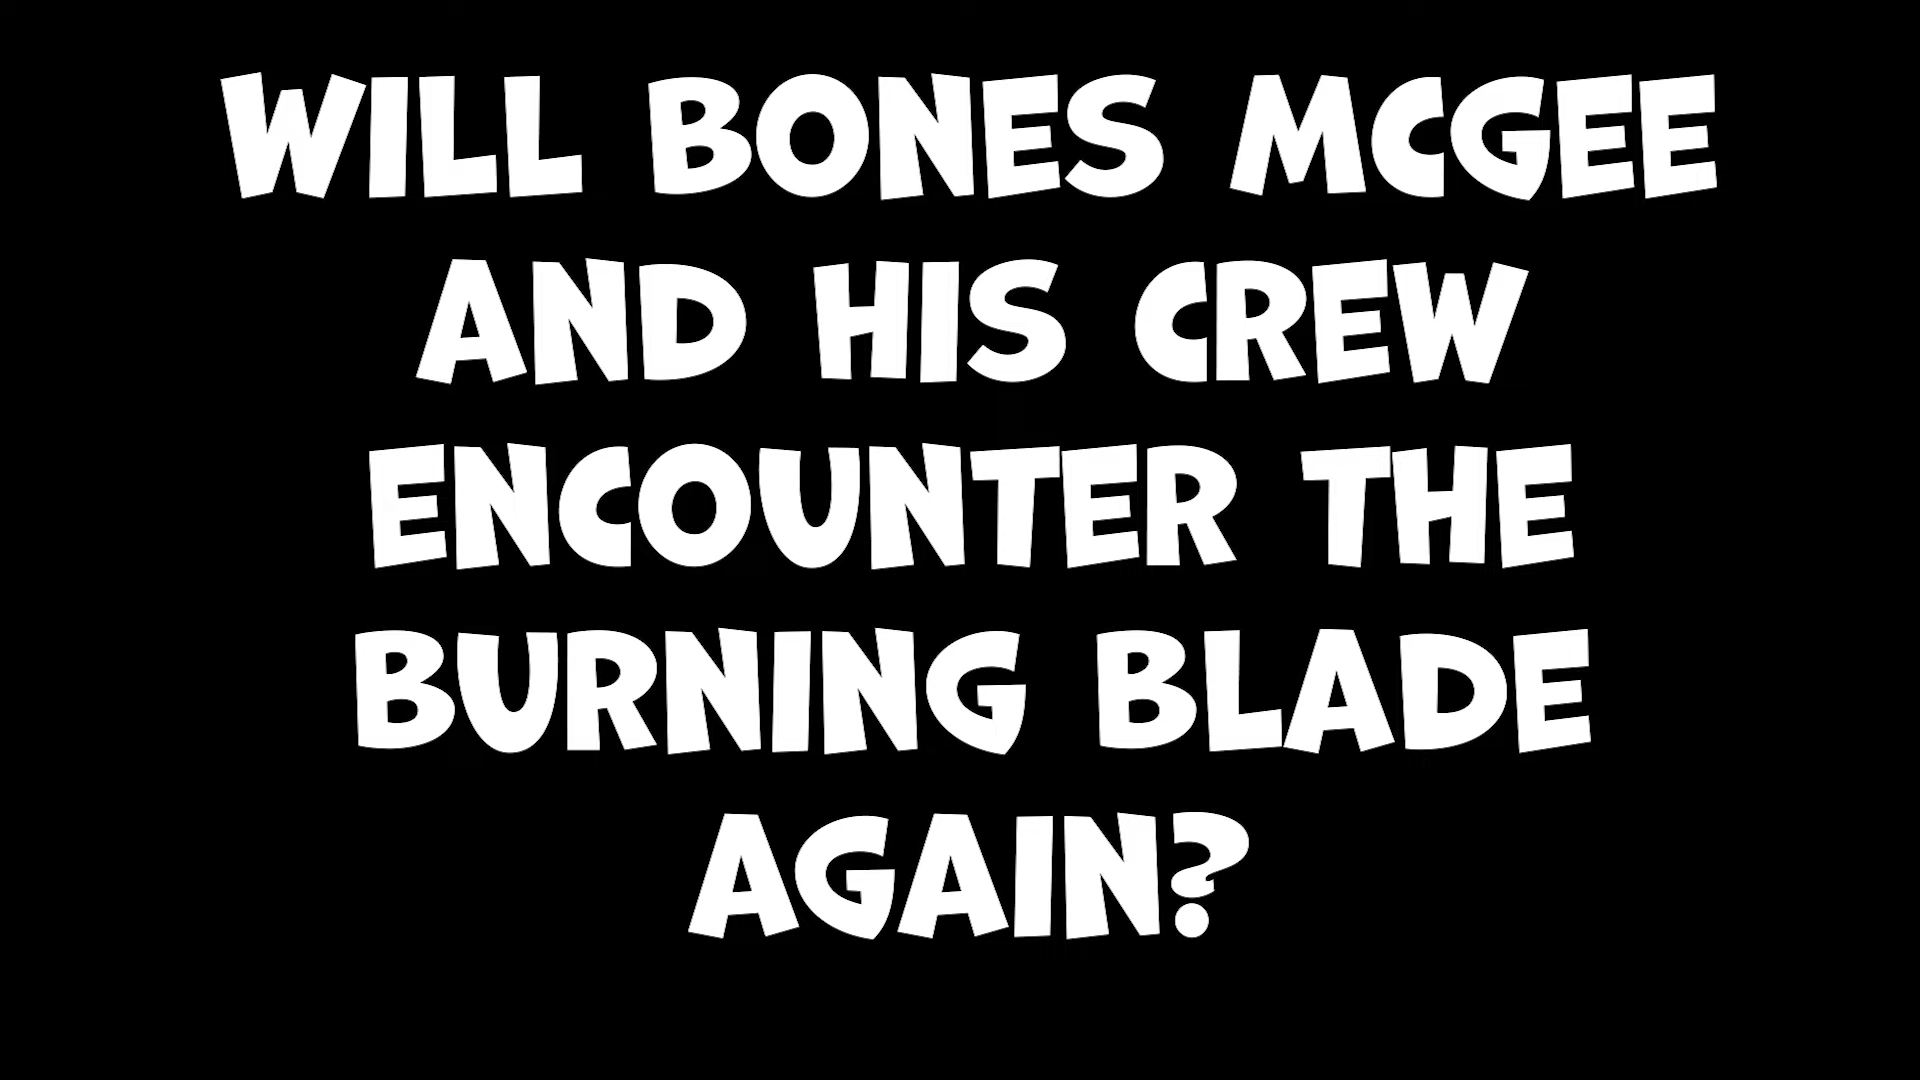 WILL BONES MCGEE
AND HIS CREW
ENCOUNTER THE
BURNING BLADE
AGAIN?